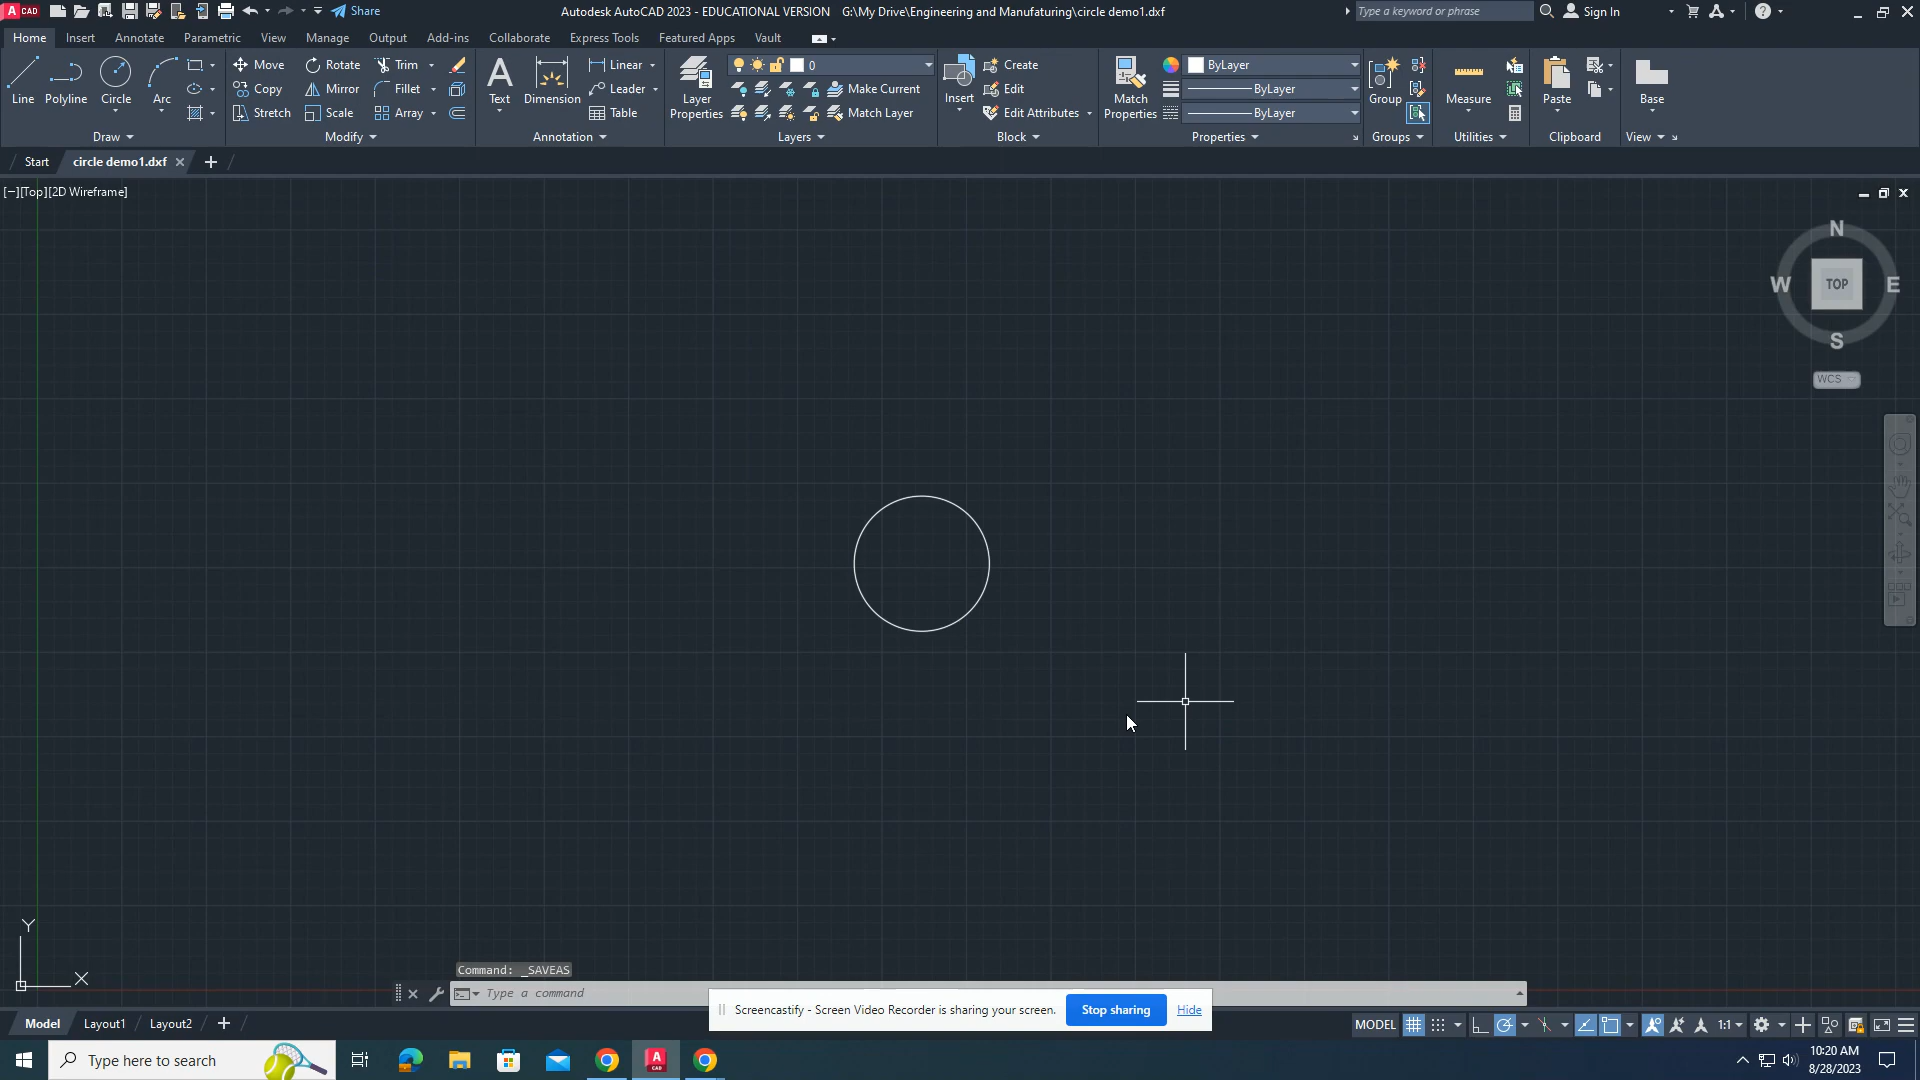 A CAD Share Autodesk AutoCAD 2023 - EDUCATIONAL VERSION G:\My Drive\Engineering and Manufaturing\circle demo1.dxf Type a keyword or phrase Sign In
Home Insert Annotate Parametric View Manage Output Add-ins Collaborate Express Tools Featured Apps Vault
Move Rotate Trim Linear 0 Create ByLayer
Copy Mirror Fillet Leader Make Current Edit ByLayer
Line Polyline Circle Arc Text Dimension Layer Properties Insert Match Properties Group Measure Paste Base
Stretch Scale Array Table Match Layer Edit Attributes ByLayer
Draw Modify Annotation Layers Block Properties Groups Utilities Clipboard View
Start circle demo1.dxf
[−][Top][2D Wireframe]
N
W TOP E
S
WCS
Y
X
Command: _SAVEAS
Type a command
Screencastify - Screen Video Recorder is sharing your screen. Stop sharing Hide
Model Layout1 Layout2 MODEL 1:1
Type here to search A CAD 10:20 AM
8/28/2023